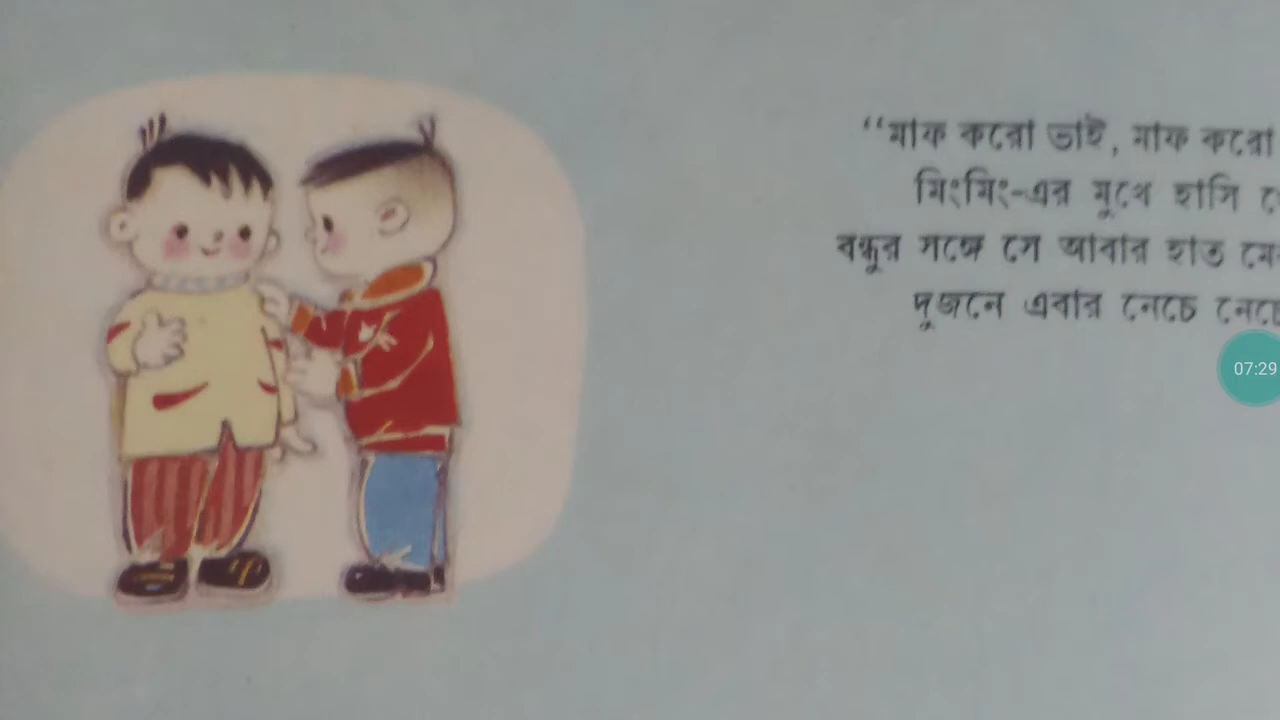 “মাফ করো ভাই, মাফ করো
মিংমিং-এর মুখে হাসি
বন্ধুর সঙ্গে সে আবার হাত
দুজনে এবার নেচে নেচে
07:29